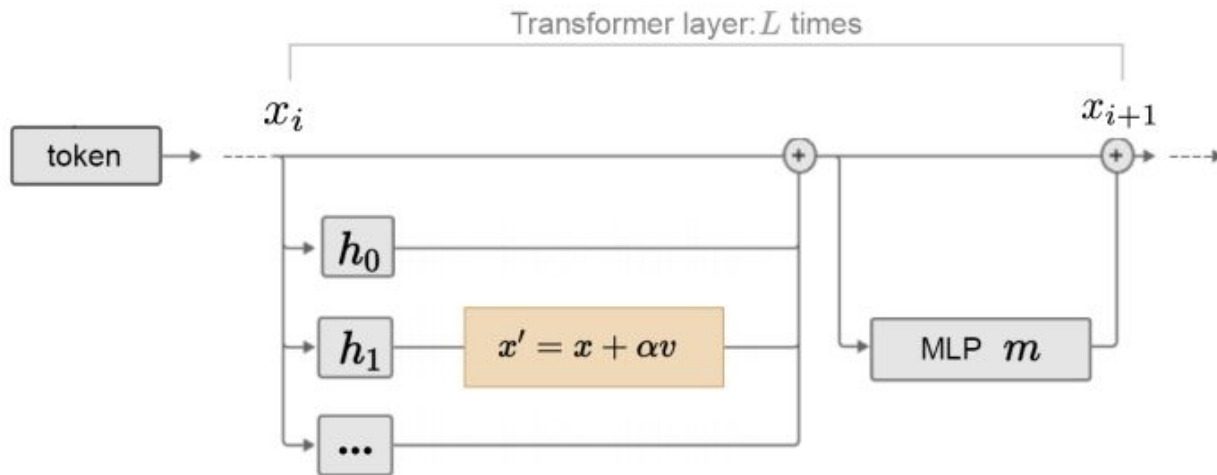 Transformer layer: L times
x_i
x_{i+1}
token
+
+
h_0
h_1
x' = x + αv
MLP m
...